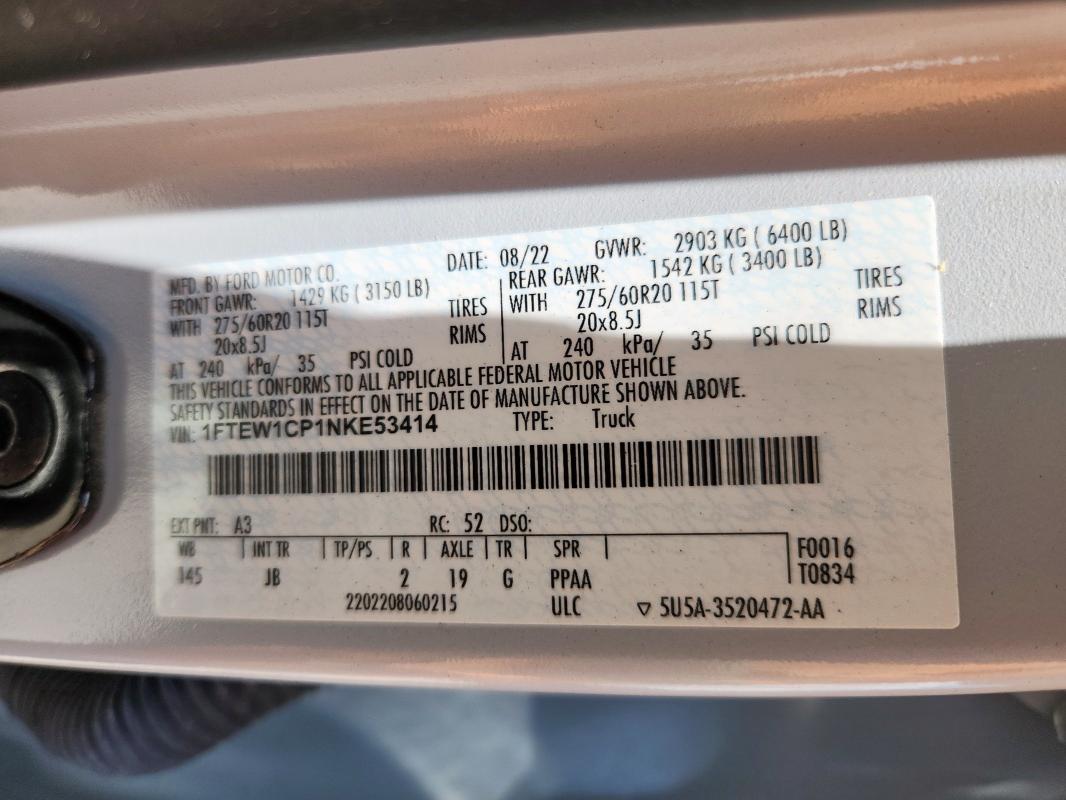 MFD. BY FORD MOTOR CO. DATE: 08/22 GVWR: 2903 KG ( 6400 LB)
FRONT GAWR: 1429 KG ( 3150 LB) REAR GAWR: 1542 KG ( 3400 LB)
WITH 275/60R20 115T TIRES WITH 275/60R20 115T TIRES
20x8.5J RIMS 20x8.5J RIMS
AT 240 kPa/ 35 PSI COLD AT 240 kPa/ 35 PSI COLD
THIS VEHICLE CONFORMS TO ALL APPLICABLE FEDERAL MOTOR VEHICLE
SAFETY STANDARDS IN EFFECT ON THE DATE OF MANUFACTURE SHOWN ABOVE.
VIN: 1FTEW1CP1NKE53414 TYPE: Truck
EXT PNT: A3 RC: 52 DSO:
WB INT TR TP/PS R AXLE TR SPR F0016
145 JB 2 19 G PPAA T0834
2202208060215 ULC ▽ 5U5A-3520472-AA